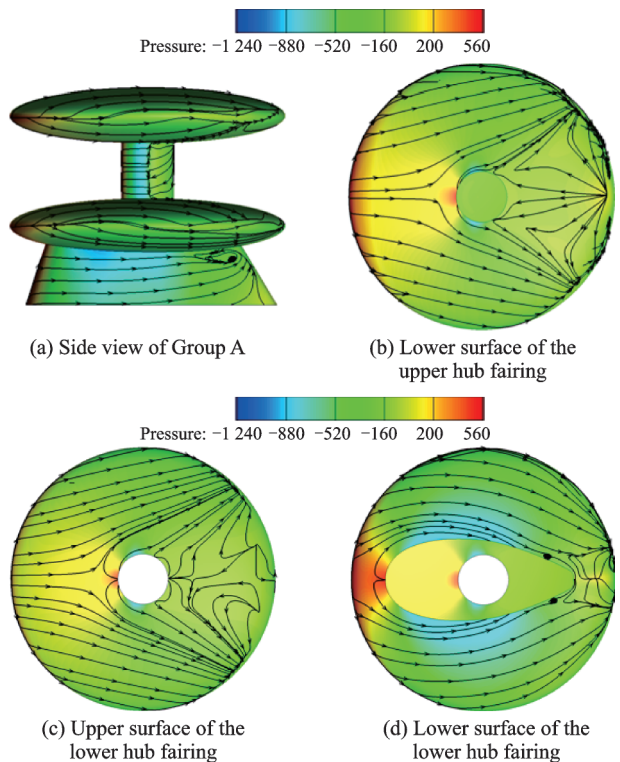 Pressure: −1 240 −880 −520 −160 200 560
(a) Side view of Group A
(b) Lower surface of the
upper hub fairing
Pressure: −1 240 −880 −520 −160 200 560
(c) Upper surface of the
lower hub fairing
(d) Lower surface of the
lower hub fairing